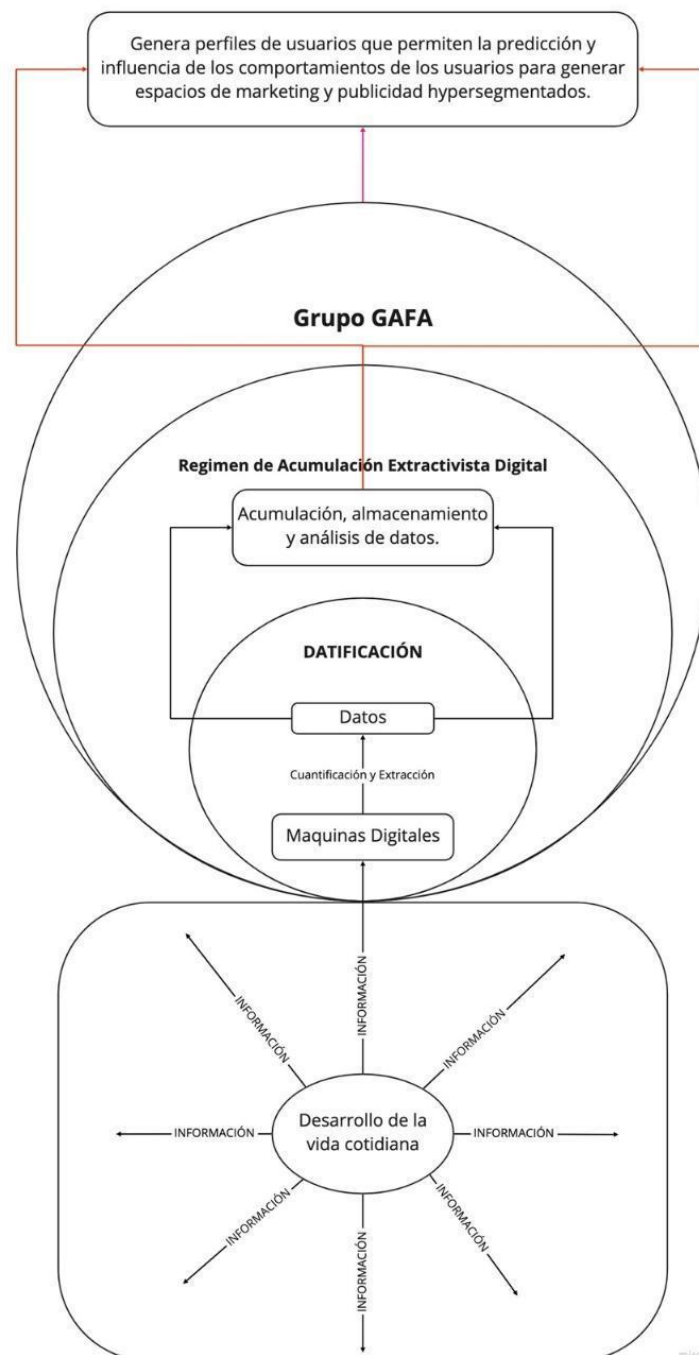 Genera perfiles de usuarios que permiten la predicción y
influencia de los comportamientos de los usuarios para generar
espacios de marketing y publicidad hypersegmentados.
Grupo GAFA
Regimen de Acumulación Extractivista Digital
Acumulación, almacenamiento
y análisis de datos.
DATIFICACIÓN
Datos
Cuantificación y Extracción
Maquinas Digitales
INFORMACIÓN
INFORMACIÓN
INFORMACIÓN
INFORMACIÓN
Desarrollo de la
vida cotidiana
INFORMACIÓN
INFORMACIÓN
INFORMACIÓN
INFORMACIÓN